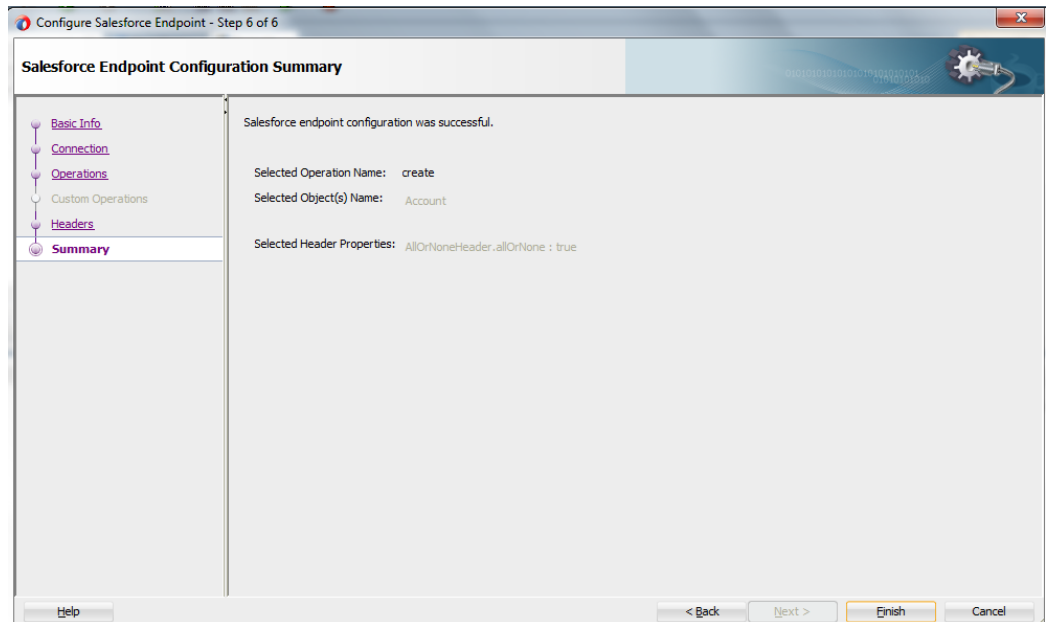 Configure Salesforce Endpoint - Step 6 of 6
X
Salesforce Endpoint Configuration Summary
Basic Info
Connection
Operations
Custom Operations
Headers
Summary
Salesforce endpoint configuration was successful.
Selected Operation Name: create
Selected Object(s) Name: Account
Selected Header Properties: AllOrNoneHeader.allOrNone : true
Help
< Back
Next >
Finish
Cancel